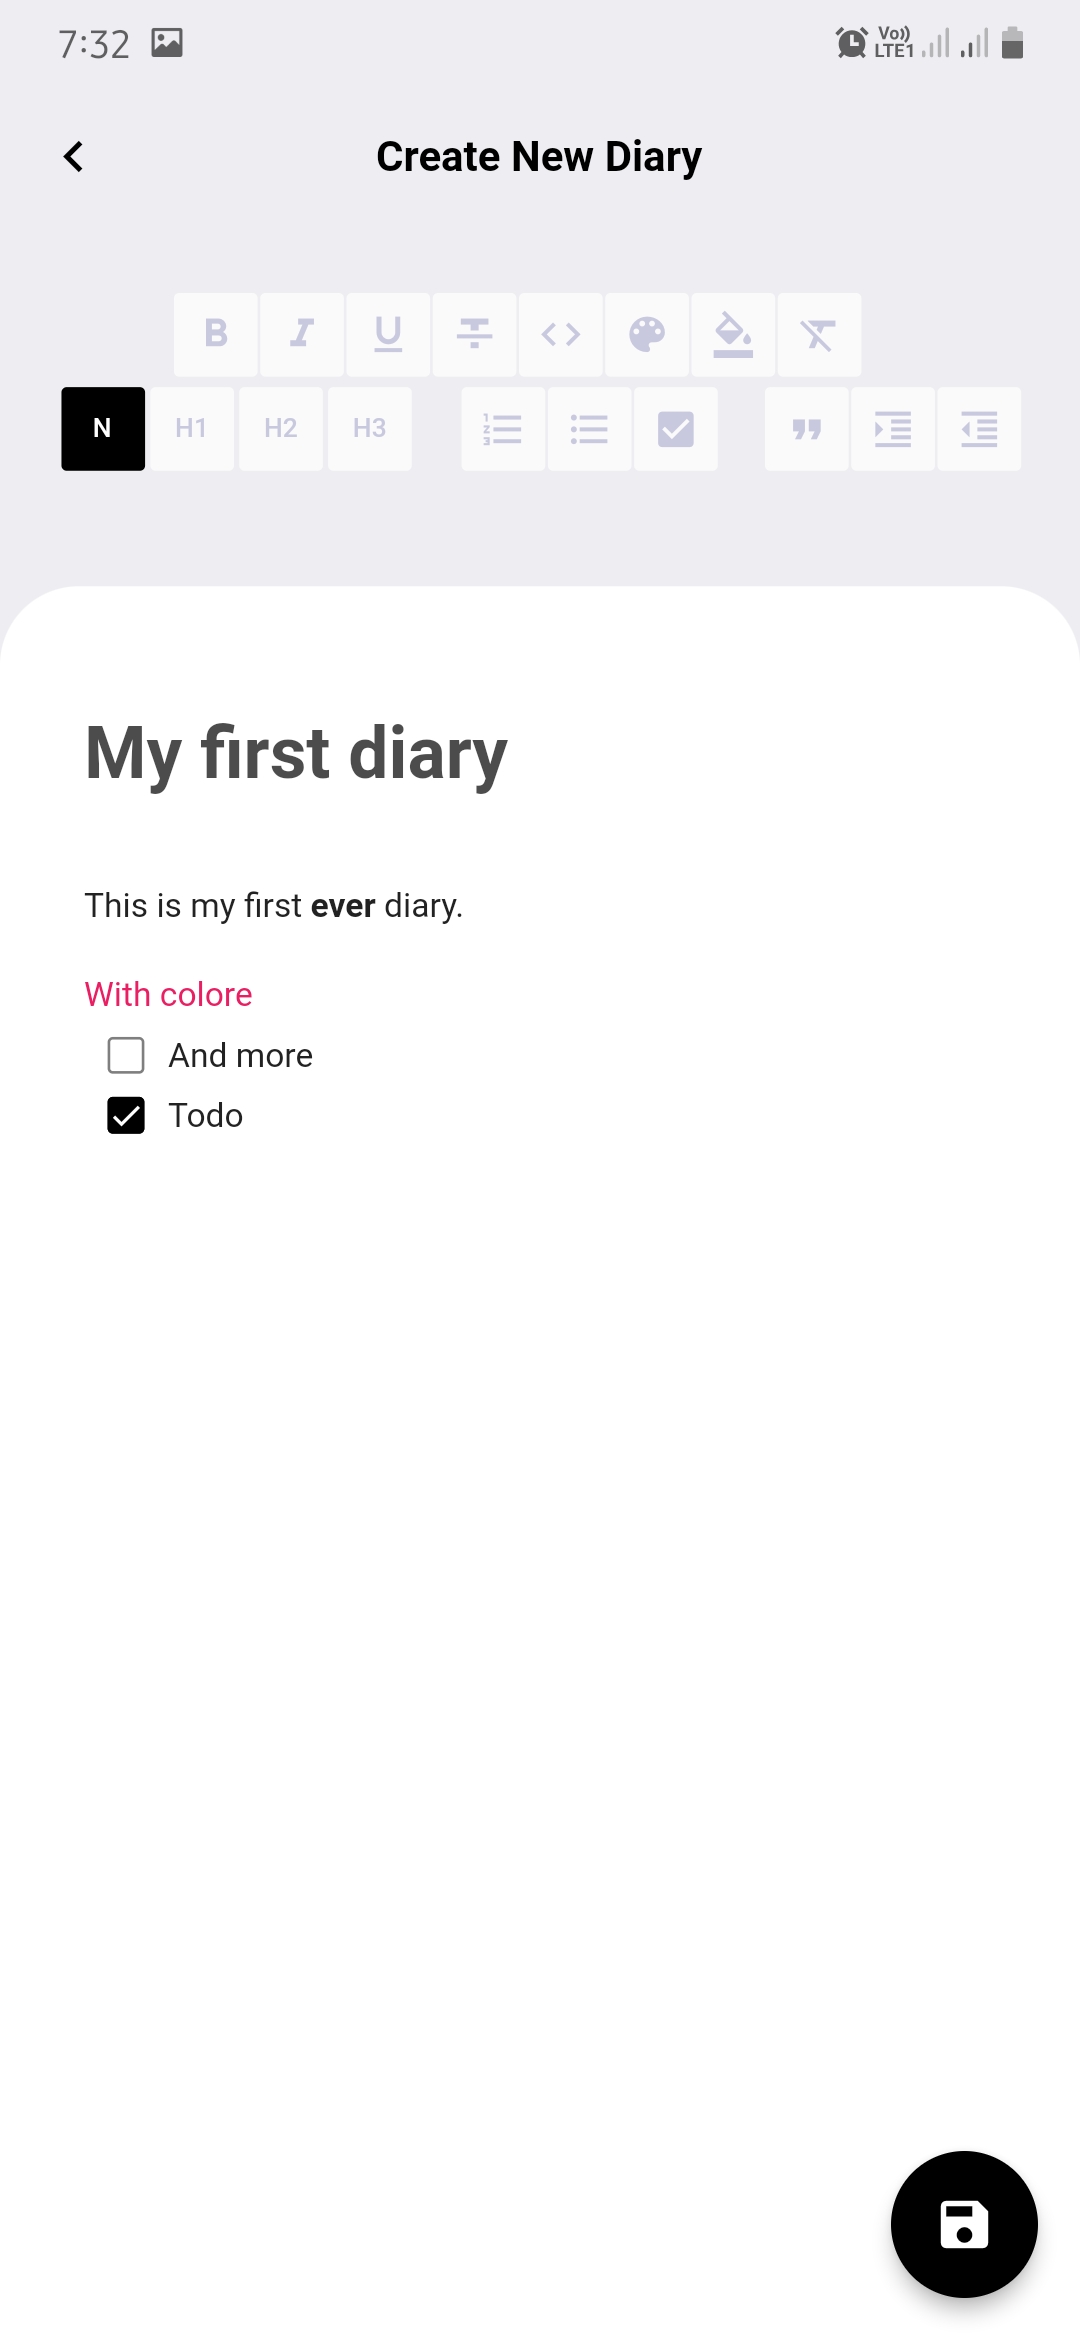 7:32
Vo))
LTE1
Create New Diary
B I U
N H1 H2 H3
My first diary
This is my first ever diary.
With colore
And more
Todo